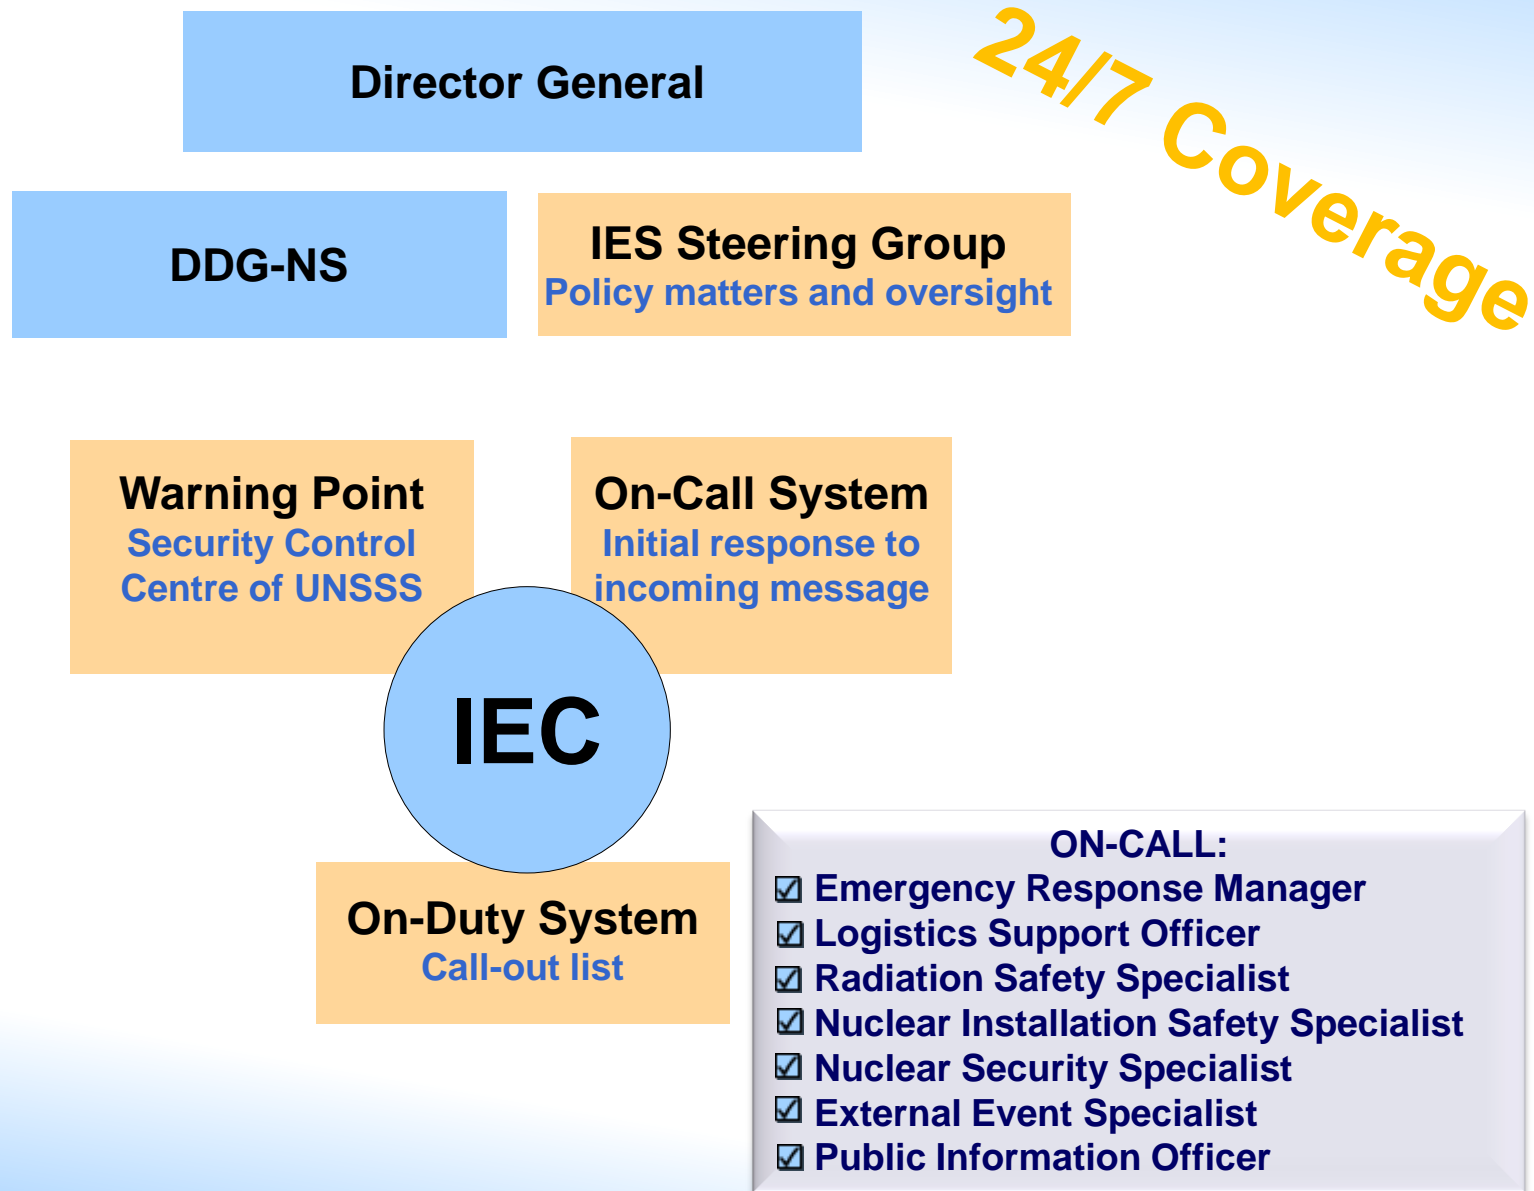 Director General
24/7 Coverage
DDG-NS
IES Steering Group
Policy matters and oversight
Warning Point
Security Control
Centre of UNSSS
On-Call System
Initial response to
incoming message
IEC
On-Duty System
Call-out list
ON-CALL:
Emergency Response Manager
Logistics Support Officer
Radiation Safety Specialist
Nuclear Installation Safety Specialist
Nuclear Security Specialist
External Event Specialist
Public Information Officer